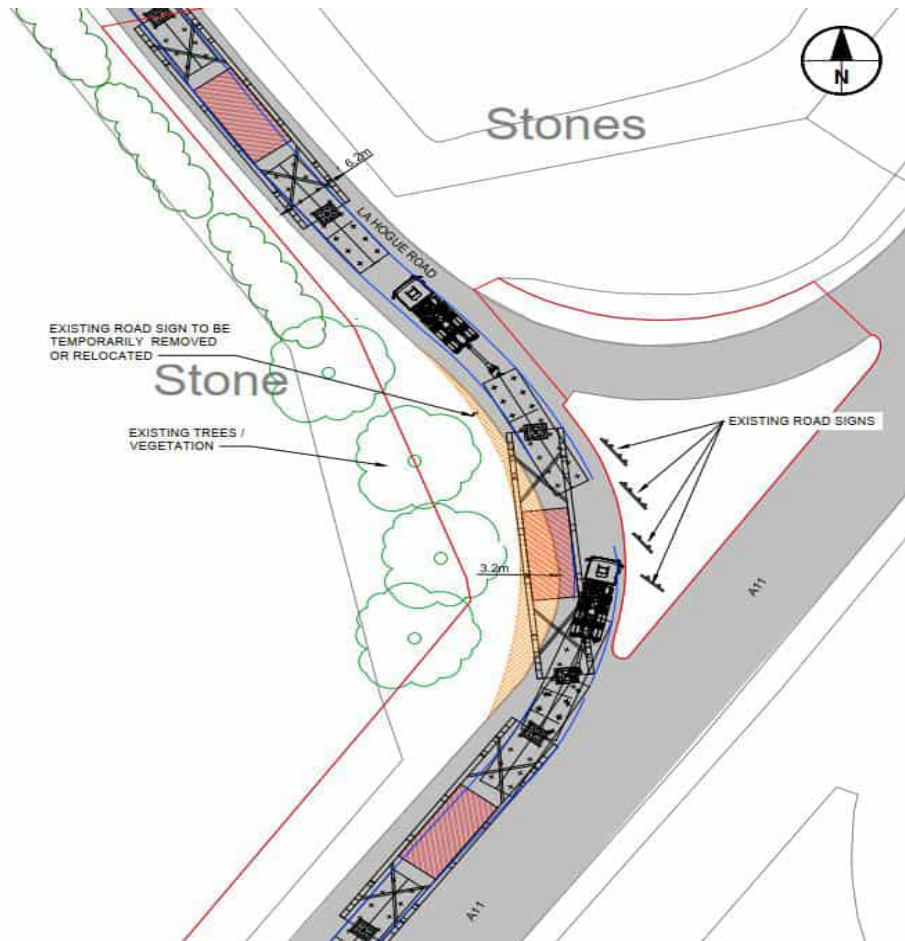 N
Stones
6.2m
LA HOGUE ROAD
EXISTING ROAD SIGN TO BE
TEMPORARILY REMOVED
OR RELOCATED
Stone
EXISTING TREES /
VEGETATION
EXISTING ROAD SIGNS
3.2m
A11
A11